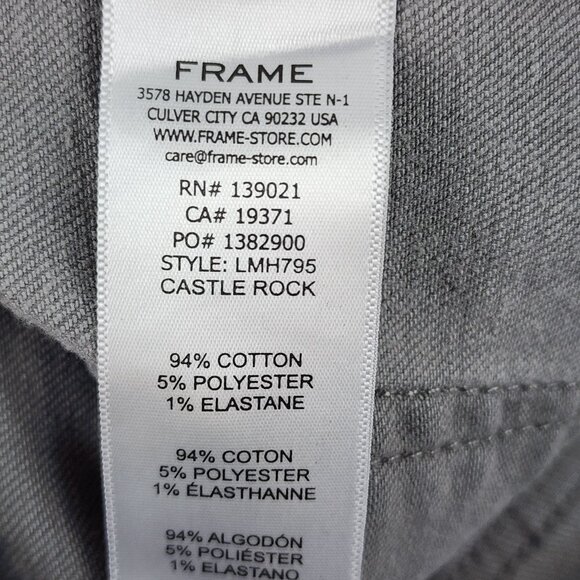 FRAME
3578 HAYDEN AVENUE STE N-1
CULVER CITY CA 90232 USA
WWW.FRAME-STORE.COM
care@frame-store.com
RN# 139021
CA# 19371
PO# 1382900
STYLE: LMH795
CASTLE ROCK
94% COTTON
5% POLYESTER
1% ELASTANE
94% COTON
5% POLYESTER
1% ÉLASTHANNE
94% ALGODÓN
5% POLIÉSTER
1% ELASTANO